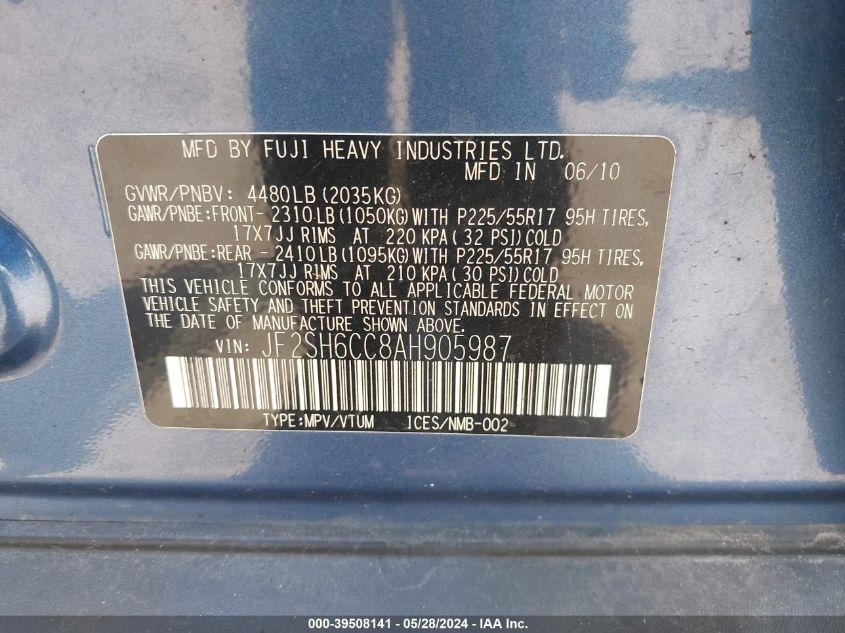 MFD BY FUJI HEAVY INDUSTRIES LTD.
MFD IN 06/10
GVWR/PNBV: 4480LB(2035KG)
GAWR/PNBE:FRONT- 2310LB(1050KG)WITH P225/55R17 95H TIRES,
17X7JJ RIMS AT 220 KPA( 32 PSI)COLD
GAWR/PNBE:REAR - 2410LB(1095KG)WITH P225/55R17 95H TIRES,
17X7JJ RIMS AT 210 KPA( 30 PSI)COLD
THIS VEHICLE CONFORMS TO ALL APPLICABLE FEDERAL MOTOR
VEHICLE SAFETY AND THEFT PREVENTION STANDARDS IN EFFECT ON
THE DATE OF MANUFACTURE SHOWN ABOVE.
VIN: JF2SH6CC8AH905987
TYPE:MPV/VTUM ICES/NMB-002
000-39508141 - 05/28/2024 - IAA Inc.